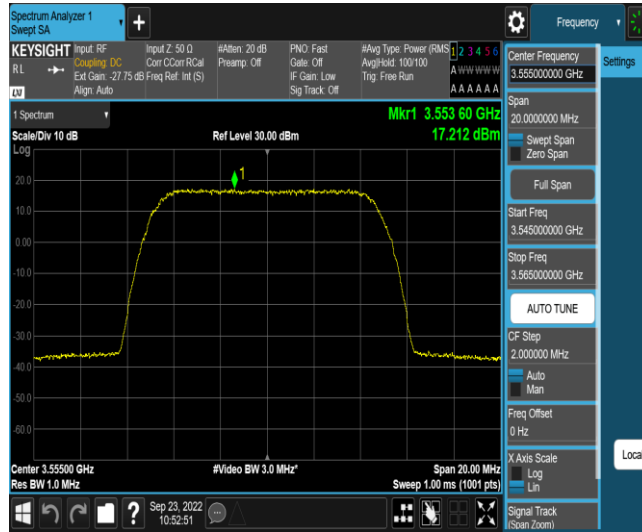 Spectrum Analyzer 1
Swept SA
+
Frequency
KEYSIGHT
RL
LXI
Input: RF
Coupling: DC
Ext Gain: -27.75 dB
Align: Auto
Input Z: 50 Ω
Corr CCorr RCal
Freq Ref: Int (S)
#Atten: 20 dB
Preamp: Off
PNO: Fast
Gate: Off
IF Gain: Low
Sig Track: Off
#Avg Type: Power (RMS
Avg|Hold: 100/100
Trig: Free Run
1 2 3 4 5 6
A W W W W W
A A A A A A
1 Spectrum
Scale/Div 10 dB
Log
Ref Level 30.00 dBm
Mkr1 3.553 60 GHz
17.212 dBm
1
20.0
10.0
0.00
-10.0
-20.0
-30.0
-40.0
-50.0
-60.0
Center 3.55500 GHz
Res BW 1.0 MHz
#Video BW 3.0 MHz*
Span 20.00 MHz
Sweep 1.00 ms (1001 pts)
Sep 23, 2022
10:52:51
?
Center Frequency
3.555000000 GHz
Span
20.0000000 MHz
Swept Span
Zero Span
Full Span
Start Freq
3.545000000 GHz
Stop Freq
3.565000000 GHz
AUTO TUNE
CF Step
2.000000 MHz
Auto
Man
Freq Offset
0 Hz
X Axis Scale
Log
Lin
Signal Track
(Span Zoom)
Settings
Local